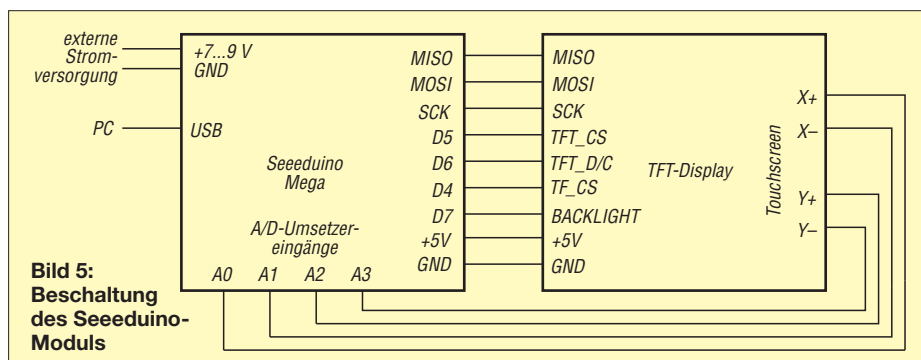 externe
Strom-
versorgung
+7...9 V
GND
PC
USB
Seeeduino
Mega
A/D-Umsetzer-
eingänge
A0 A1 A2 A3
MISO
MOSI
SCK
D5
D6
D4
D7
+5V
GND
MISO
MOSI
SCK
TFT_CS
TFT_D/C
TF_CS
BACKLIGHT
+5V
GND
TFT-Display
Touchscreen
X+
X–
Y+
Y–
Bild 5:
Beschaltung
des Seeeduino-
Moduls